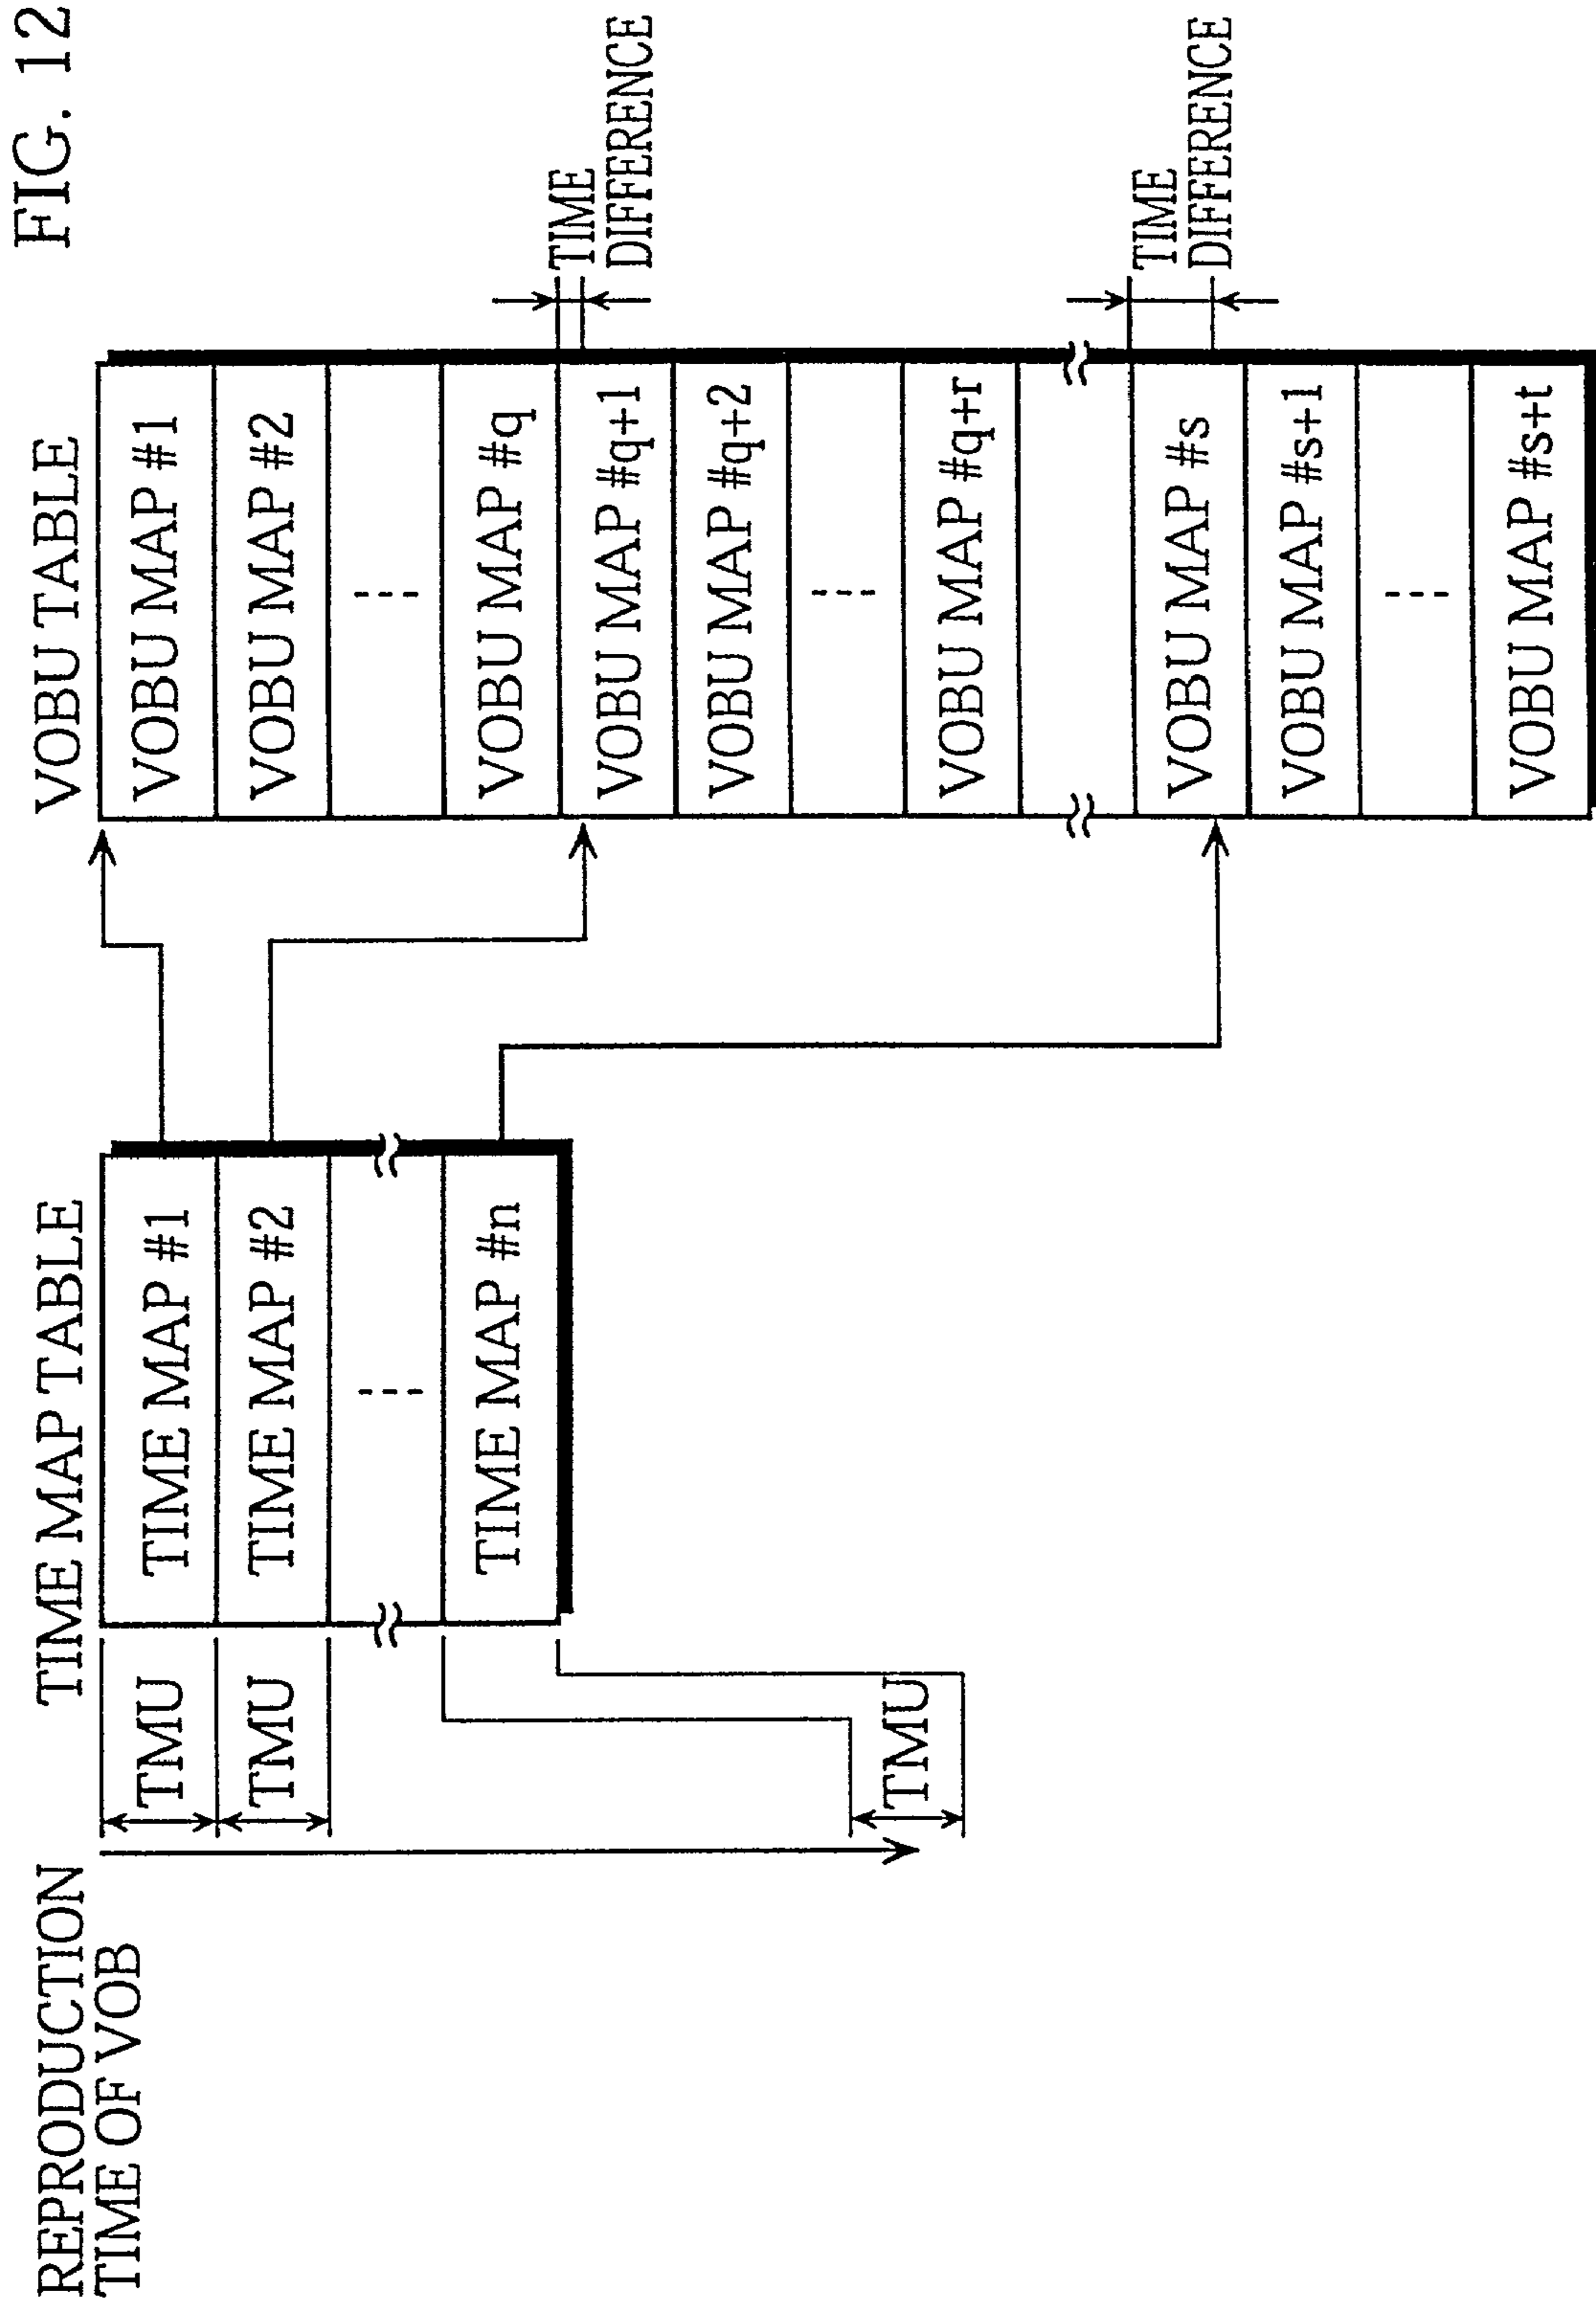 FIG. 12
REPRODUCTION
TIME OF VOB
TIME MAP TABLE
VOBU TABLE
TMU
TMU
TMU
TIME MAP #1
TIME MAP #2
---
TIME MAP #n
VOBU MAP #1
VOBU MAP #2
---
VOBU MAP #q
VOBU MAP #q+1
VOBU MAP #q+2
---
VOBU MAP #q+r
VOBU MAP #s
VOBU MAP #s+1
---
VOBU MAP #s+t
TIME
DIFFERENCE
TIME
DIFFERENCE